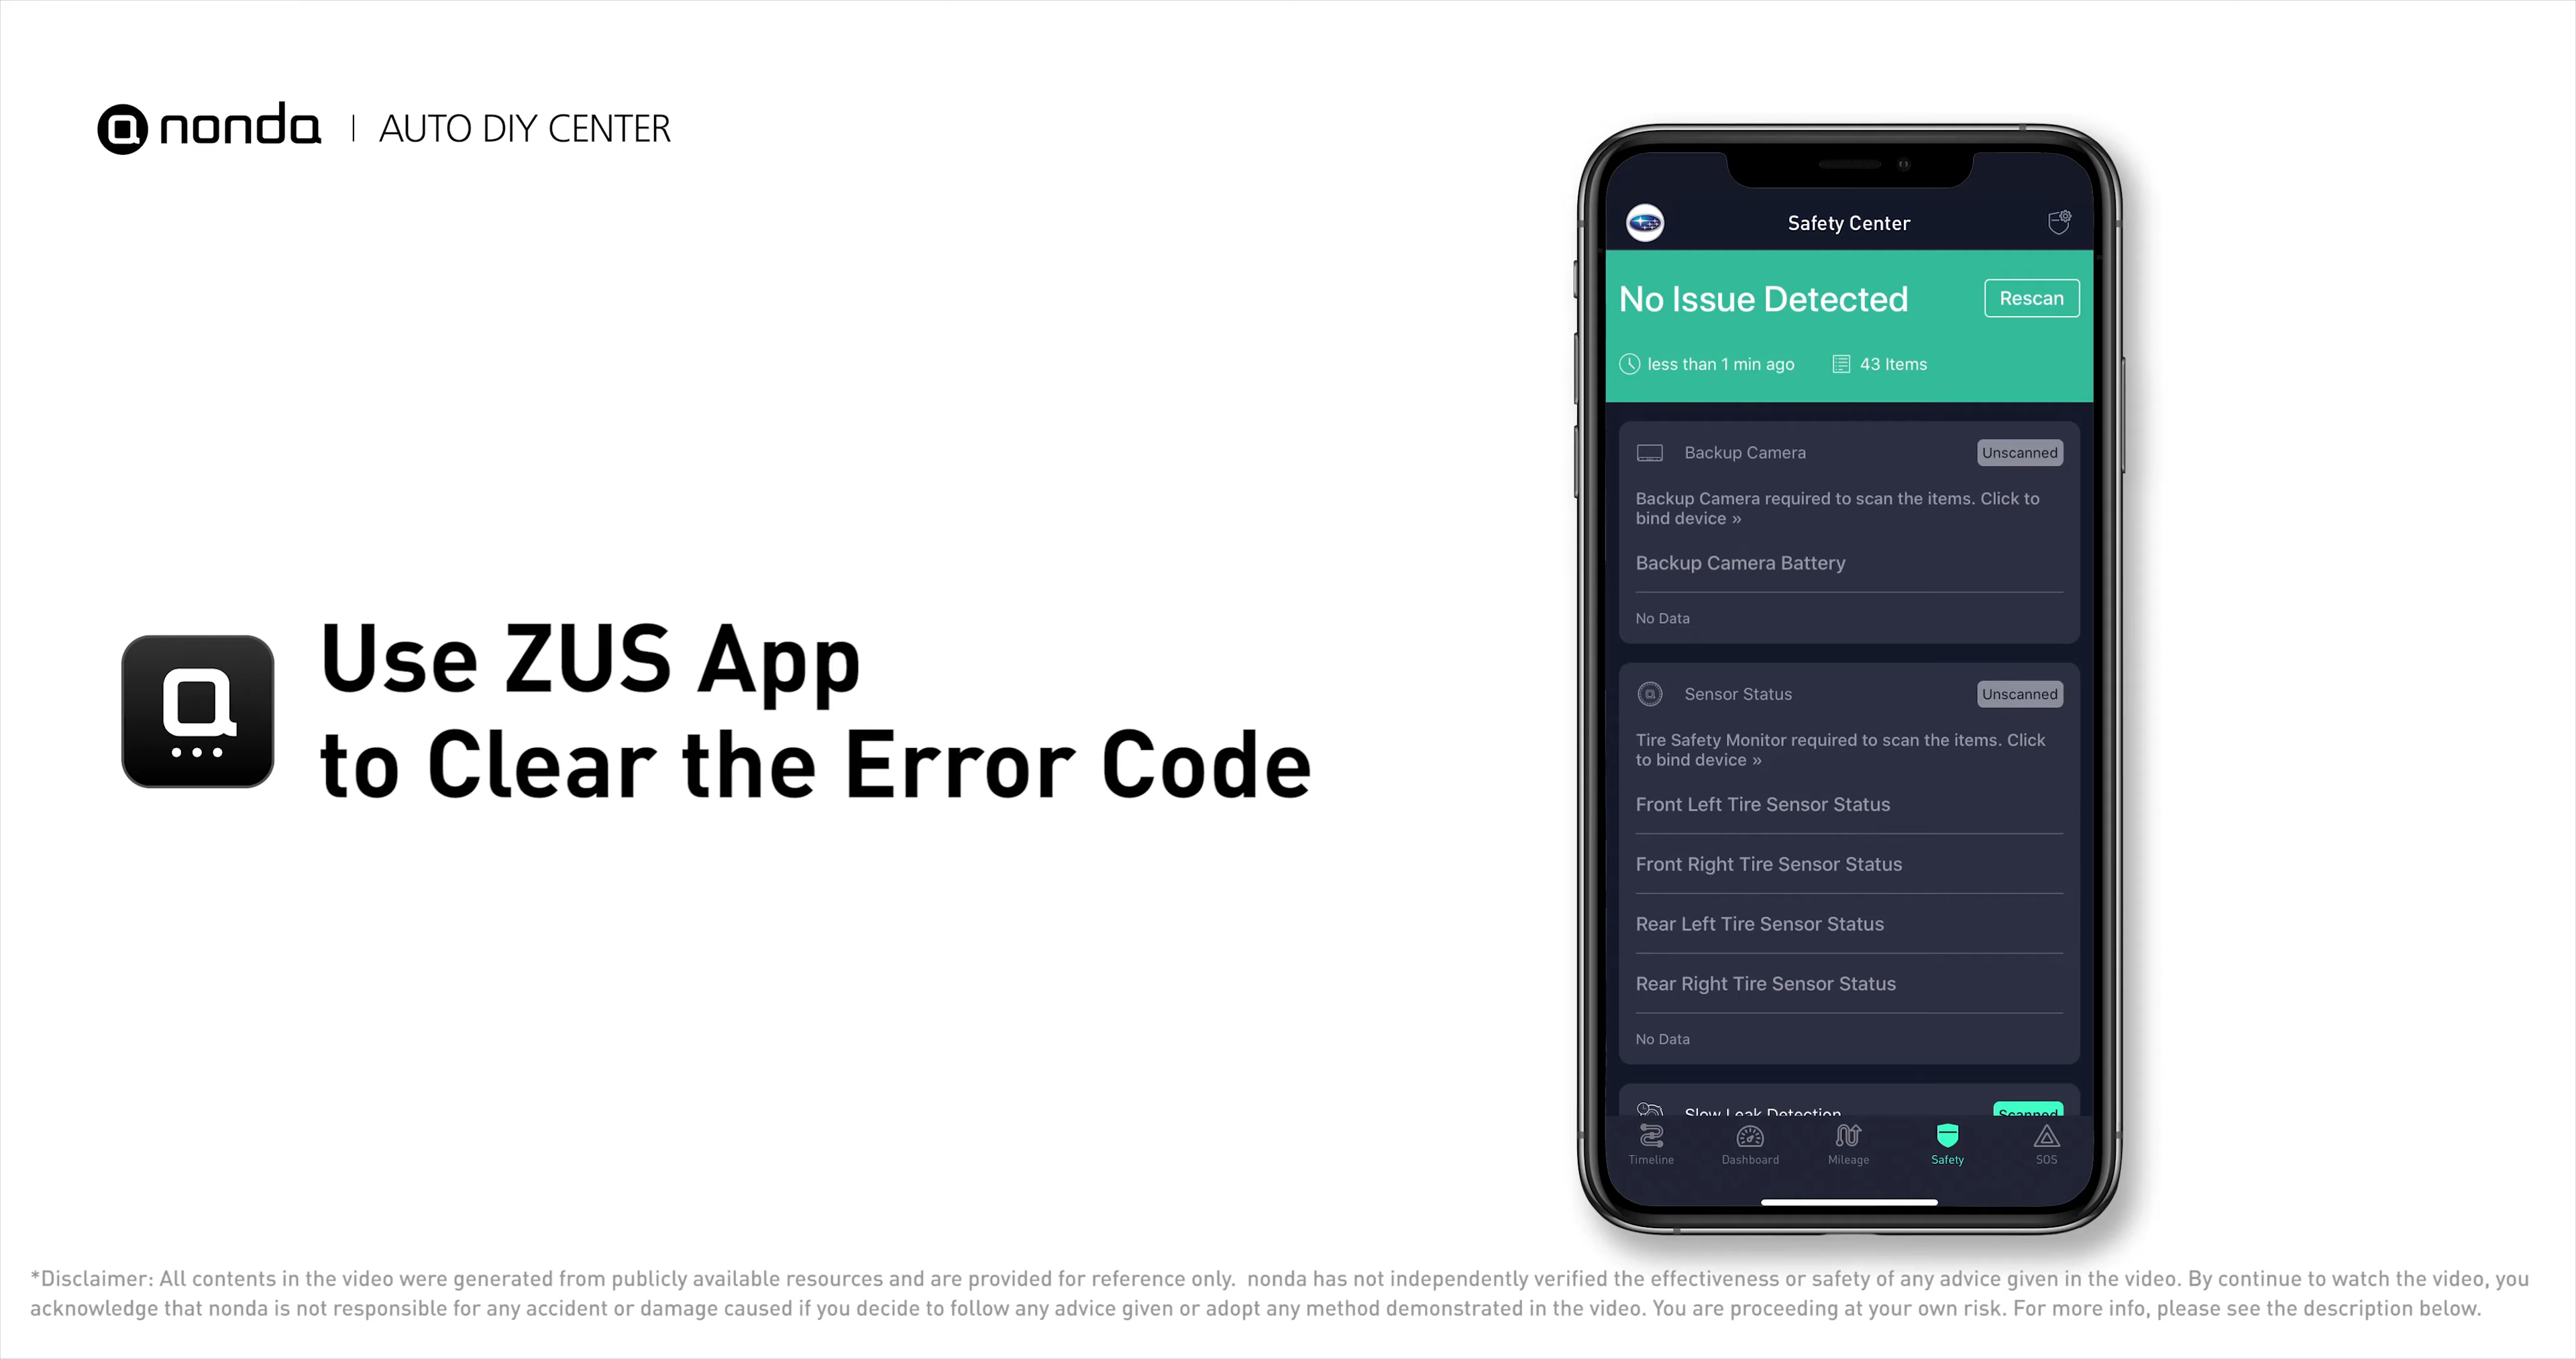 nonda | AUTO DIY CENTER
Use ZUS App
to Clear the Error Code
Safety Center
No Issue Detected
Rescan
less than 1 min ago
43 Items
Backup Camera
Unscanned
Backup Camera required to scan the items. Click to
bind device »
Backup Camera Battery
No Data
Sensor Status
Unscanned
Tire Safety Monitor required to scan the items. Click
to bind device »
Front Left Tire Sensor Status
Front Right Tire Sensor Status
Rear Left Tire Sensor Status
Rear Right Tire Sensor Status
No Data
Slow Leak Detection
Scanned
Timeline
Dashboard
Mileage
Safety
SOS
*Disclaimer: All contents in the video were generated from publicly available resources and are provided for reference only. nonda has not independently verified the effectiveness or safety of any advice given in the video. By continue to watch the video, you
acknowledge that nonda is not responsible for any accident or damage caused if you decide to follow any advice given or adopt any method demonstrated in the video. You are proceeding at your own risk. For more info, please see the description below.